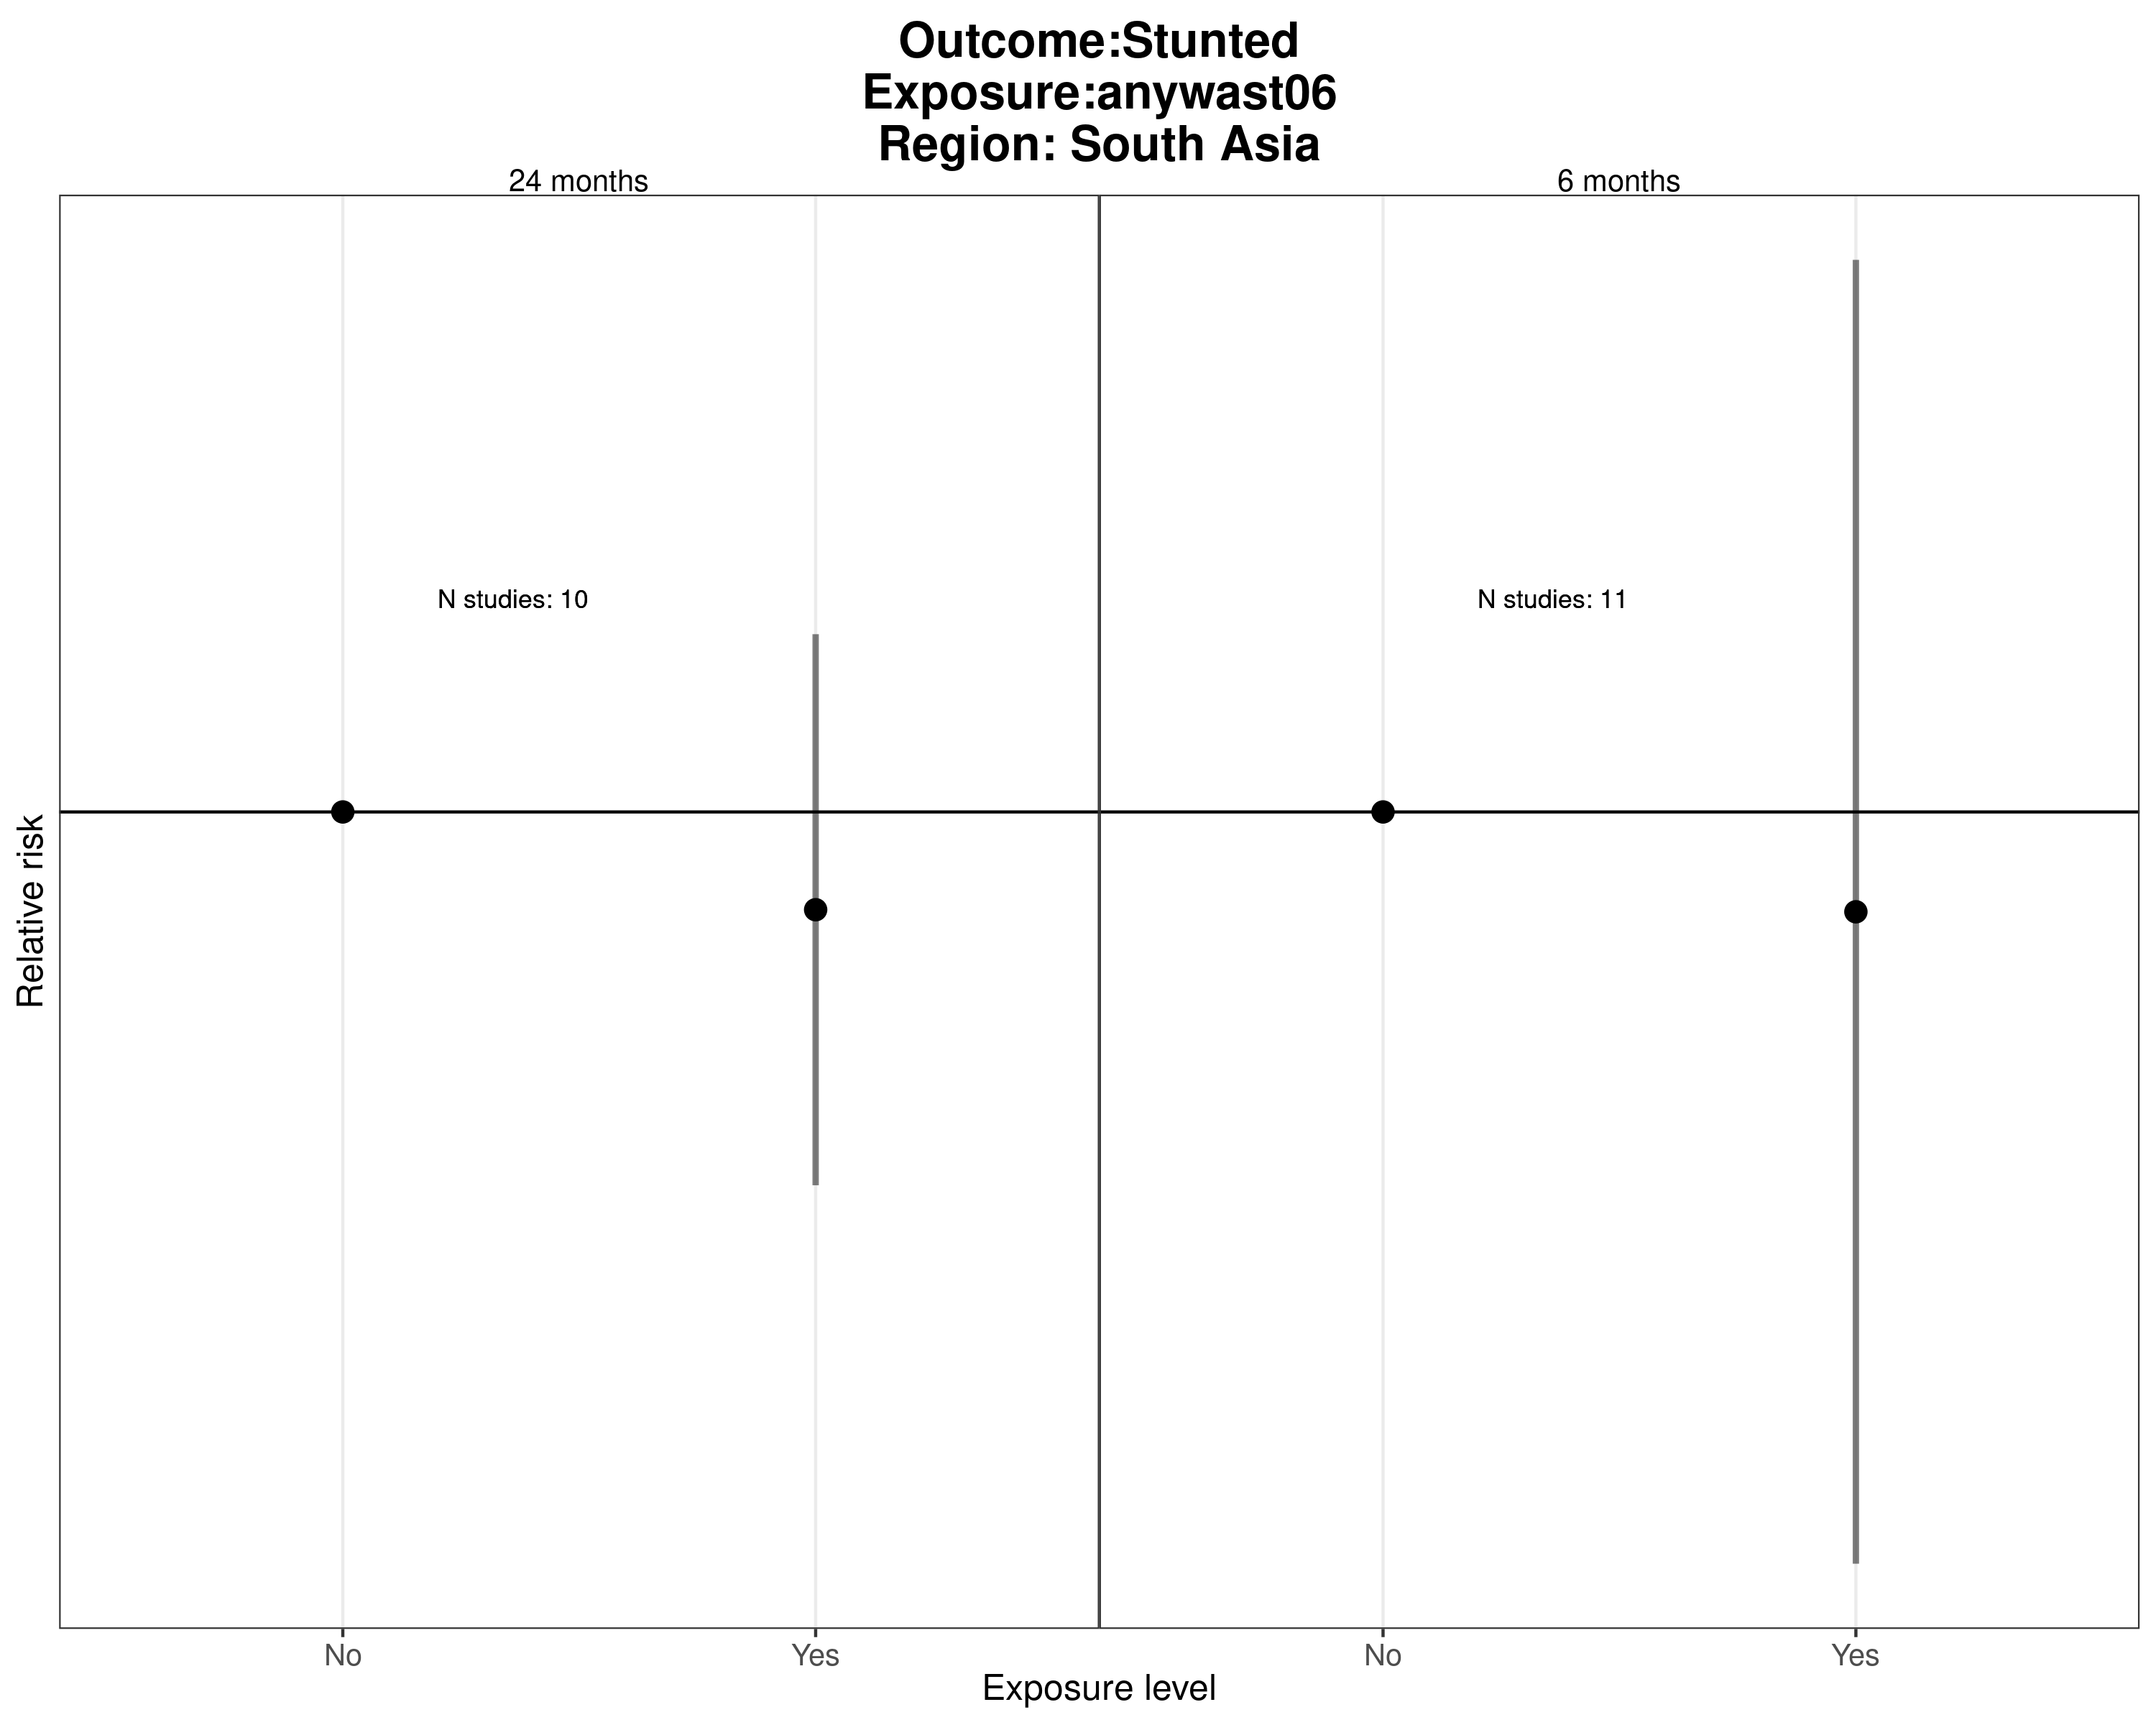 Outcome:Stunted
Exposure:anywast06
Region: South Asia
24 months
6 months
N studies: 10
N studies: 11
Relative risk
No
Yes
No
Yes
Exposure level